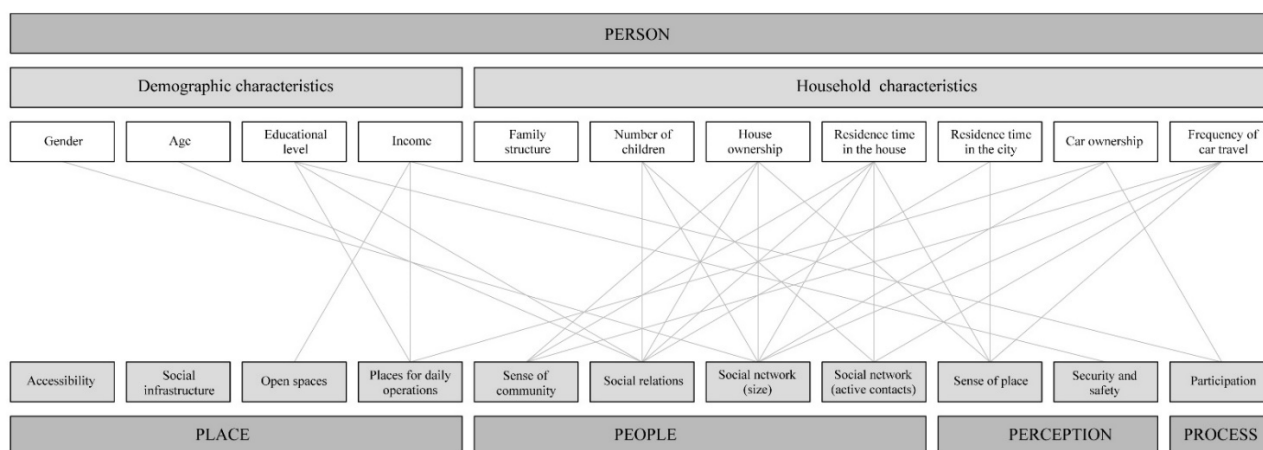 PERSON
Demographic characteristics
Household characteristics
Gender
Age
Educational
level
Income
Family
structure
Number of
children
House
ownership
Residence time
in the house
Residence time
in the city
Car ownership
Frequency of
car travel
Accessibility
Social
infrastructure
Open spaces
Places for daily
operations
Sense of
community
Social relations
Social network
(size)
Social network
(active contacts)
Sense of place
Security and
safety
Participation
PLACE
PEOPLE
PERCEPTION
PROCESS